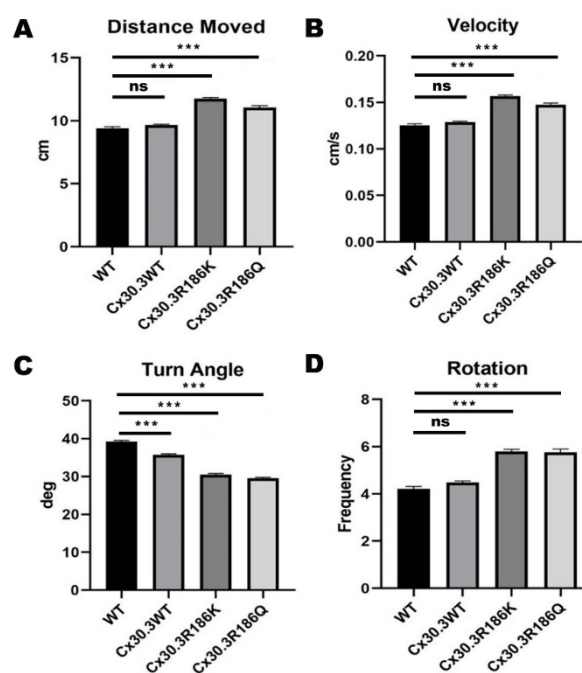 A
Distance Moved
***
***
ns
15
10
5
0
cm
WT
Cx30.3WT
Cx30.3R186K
Cx30.3R186Q
B
Velocity
***
***
ns
0.20
0.15
0.10
0.05
0.00
cm/s
WT
Cx30.3WT
Cx30.3R186K
Cx30.3R186Q
C
Turn Angle
***
***
***
50
40
30
20
10
0
deg
WT
Cx30.3WT
Cx30.3R186K
Cx30.3R186Q
D
Rotation
***
***
ns
8
6
4
2
0
Frequency
WT
Cx30.3WT
Cx30.3R186K
Cx30.3R186Q